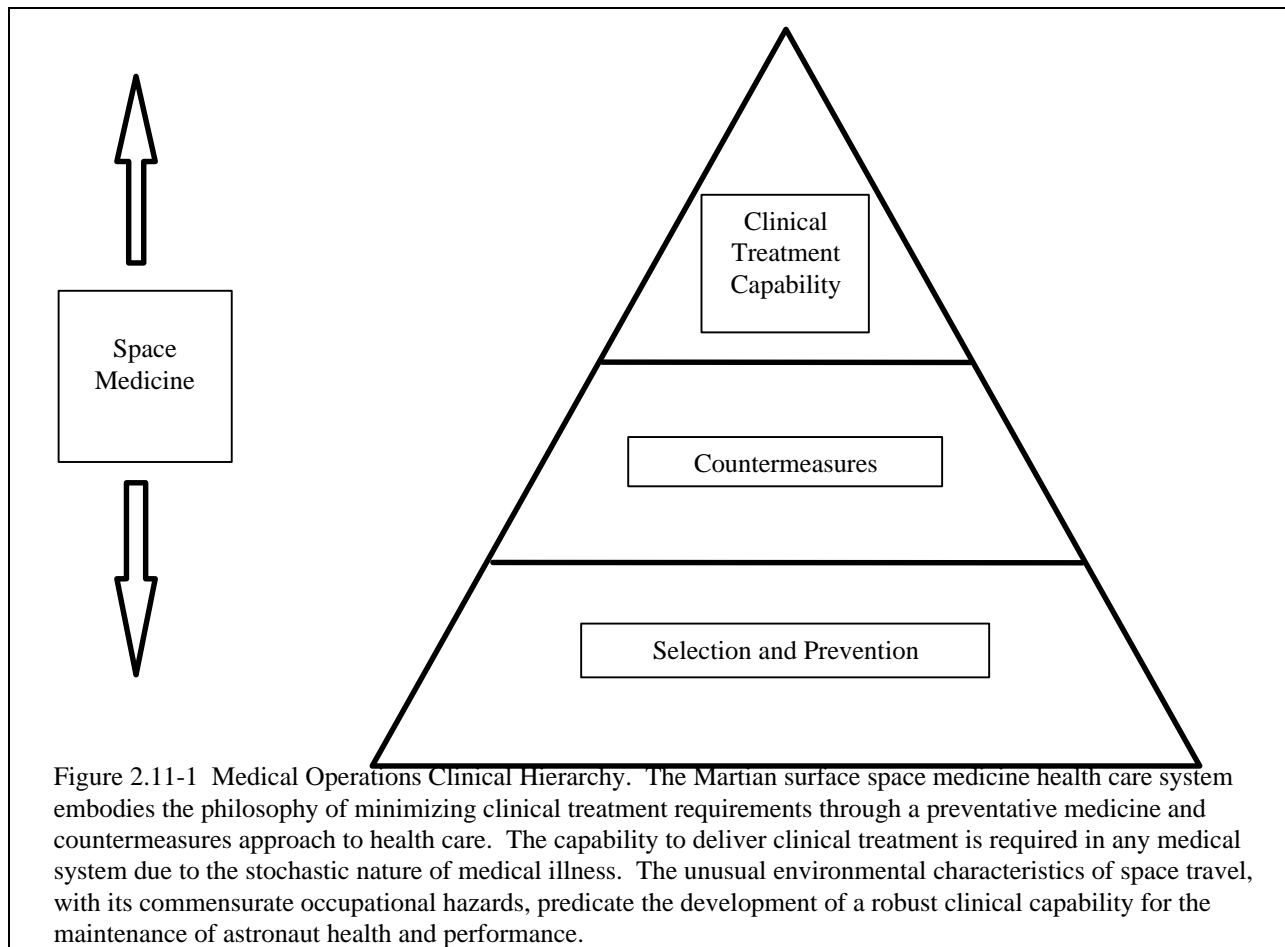 Clinical
Treatment
Capability
Space
Medicine
Countermeasures
Selection and Prevention
Figure 2.11-1  Medical Operations Clinical Hierarchy.  The Martian surface space medicine health care system
embodies the philosophy of minimizing clinical treatment requirements through a preventative medicine and
countermeasures approach to health care.  The capability to deliver clinical treatment is required in any medical
system due to the stochastic nature of medical illness.  The unusual environmental characteristics of space travel,
with its commensurate occupational hazards, predicate the development of a robust clinical capability for the
maintenance of astronaut health and performance.